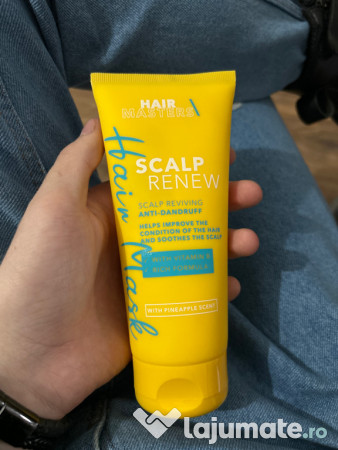 HAIR
MASTERS/
Hair Mask
SCALP
RENEW
SCALP REVIVING
ANTI-DANDRUFF
HELPS IMPROVE THE
CONDITION OF THE HAIR
AND SOOTHES THE SCALP
WITH VITAMIN
RICH FORMULA
WITH PINEAPPLE SCENT
lajumate.ro